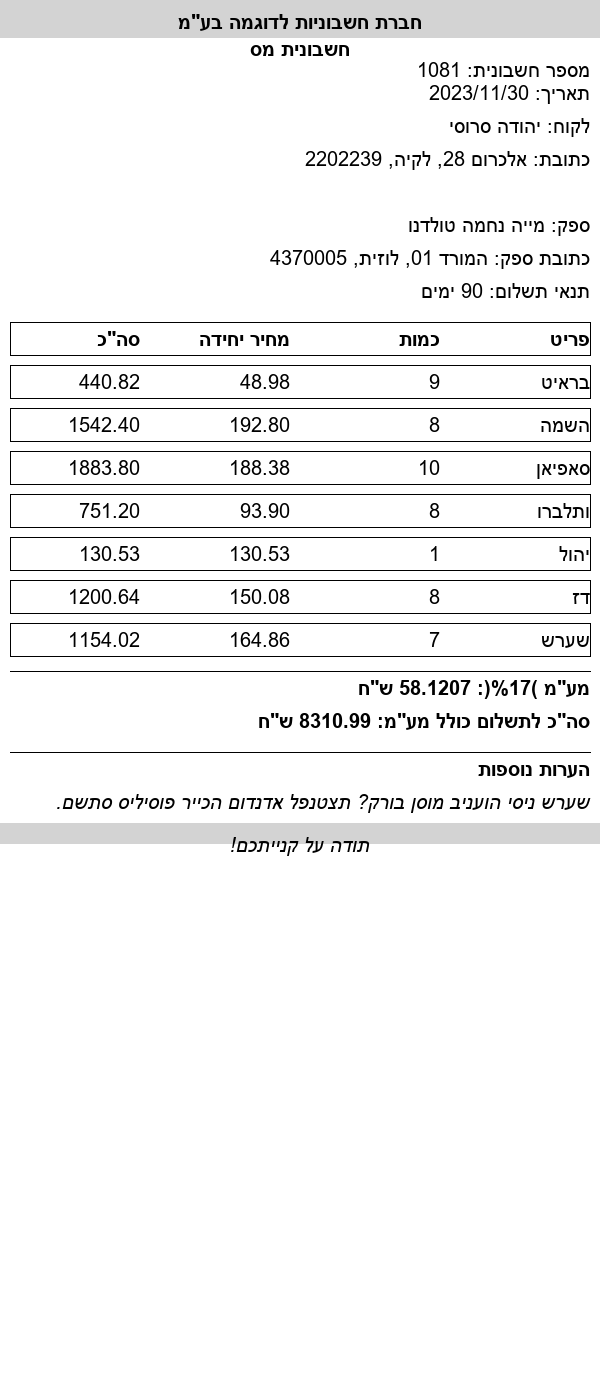 חברת חשבוניות לדוגמה בע"מ
חשבונית מס
מספר חשבונית: 1081
תאריך: 2023/11/30
לקוח: יהודה סרוסי
כתובת: אלכרום 28, לקיה, 2202239
ספק: מייה נחמה טולדנו
כתובת ספק: המורד 01, לוזית, 4370005
תנאי תשלום: 90 ימים
פריט כמות מחיר יחידה סה"כ
בראיט 9 48.98 440.82
השמה 8 192.80 1542.40
סאפיאן 10 188.38 1883.80
ותלברו 8 93.90 751.20
יהול 1 130.53 130.53
דז 8 150.08 1200.64
שערש 7 164.86 1154.02
מע"מ )17%(: 58.1207 ש"ח
סה"כ לתשלום כולל מע"מ: 8310.99 ש"ח
הערות נוספות
שערש ניסי הועניב מוסן בורק? תצטנפל אדנדום הכייר פוסיליס סתשם.
תודה על קנייתכם!